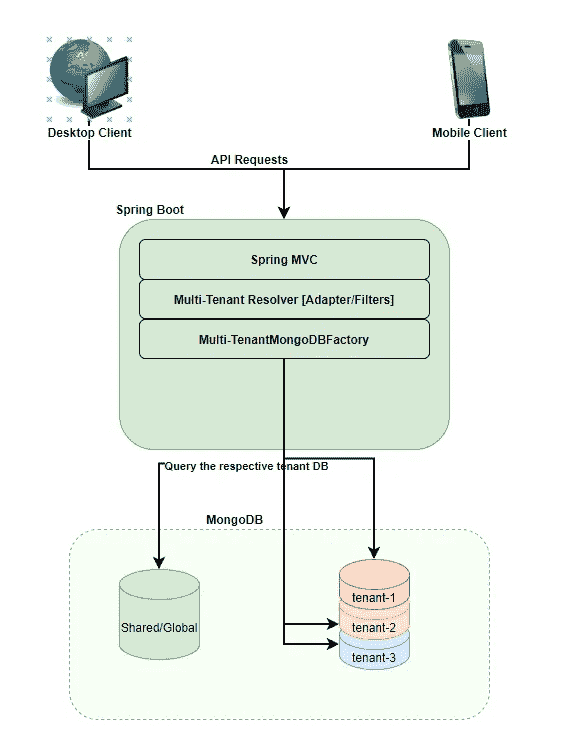 Desktop Client
Mobile Client
API Requests
Spring Boot
Spring MVC
Multi-Tenant Resolver [Adapter/Filters]
Multi-TenantMongoDBFactory
Query the respective tenant DB
MongoDB
Shared/Global
tenant-1
tenant-2
tenant-3